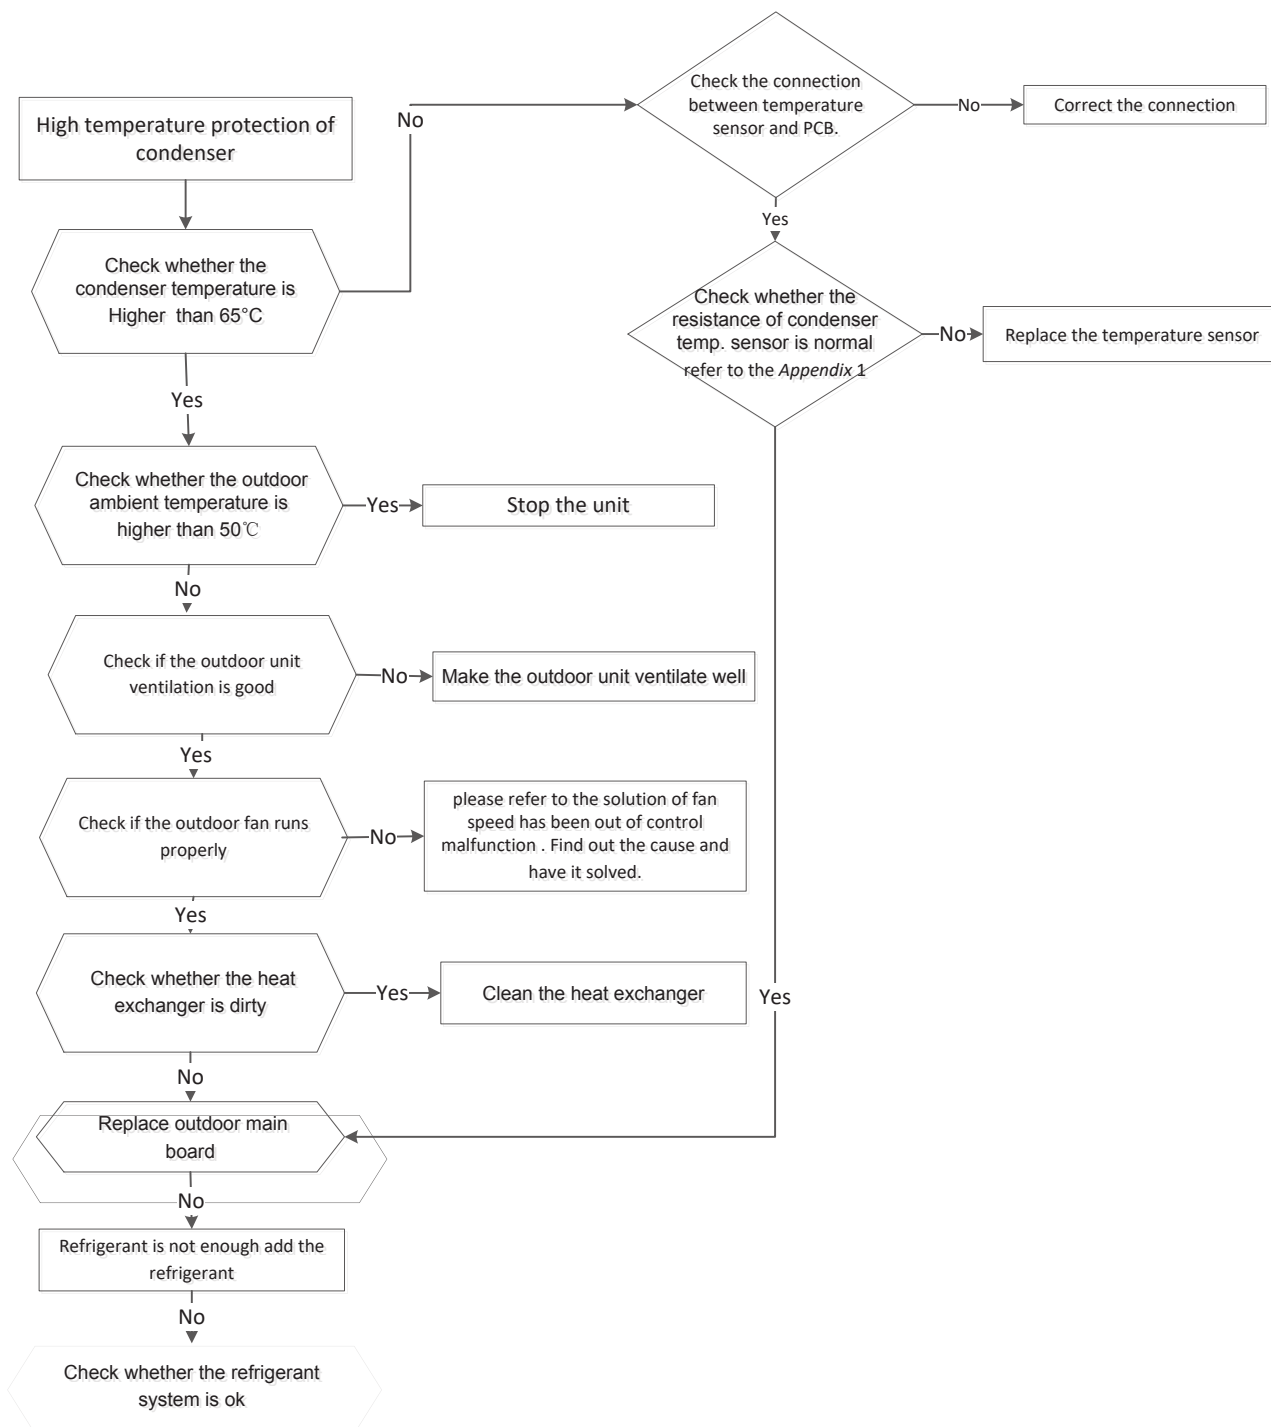 High temperature protection of
condenser
No
Check the connection
between temperature
sensor and PCB.
No
Correct the connection
Yes
Check whether the
condenser temperature is
Higher than 65°C
Check whether the
resistance of condenser
temp. sensor is normal
refer to the Appendix 1
No
Replace the temperature sensor
Yes
Check whether the outdoor
ambient temperature is
higher than 50℃
Yes
Stop the unit
No
Check if the outdoor unit
ventilation is good
No
Make the outdoor unit ventilate well
Yes
Check if the outdoor fan runs
properly
No
please refer to the solution of fan
speed has been out of control
malfunction . Find out the cause and
have it solved.
Yes
Check whether the heat
exchanger is dirty
Yes
Clean the heat exchanger
Yes
No
Replace outdoor main
board
No
Refrigerant is not enough add the
refrigerant
No
Check whether the refrigerant
system is ok